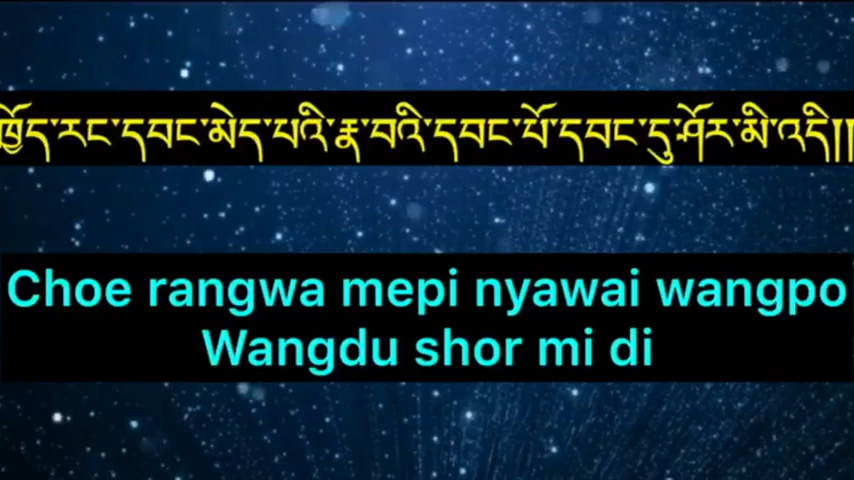 ཁྱོད་རང་དབང་མེད་པའི་རྣ་བའི་དབང་པོ་དབང་དུ་ཤོར་མི་འདི།།
Choe rangwa mepi nyawai wangpo
Wangdu shor mi di